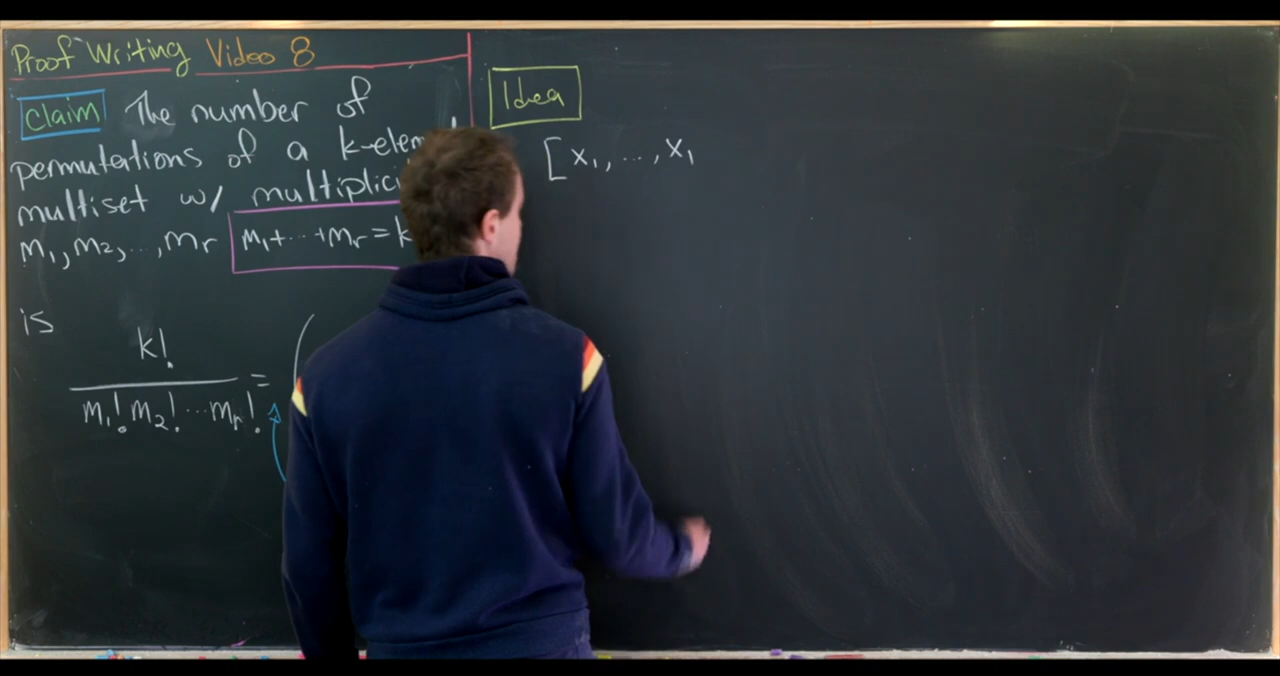 Proof Writing Video 8
Claim The number of
permutations of a k-elem
multiset w/ multiplici
m₁, m₂, ..., mᵣ m₁ + ... + mᵣ = k
is
k!
m₁! m₂! ... mᵣ! =
Idea
[x₁, ..., x₁